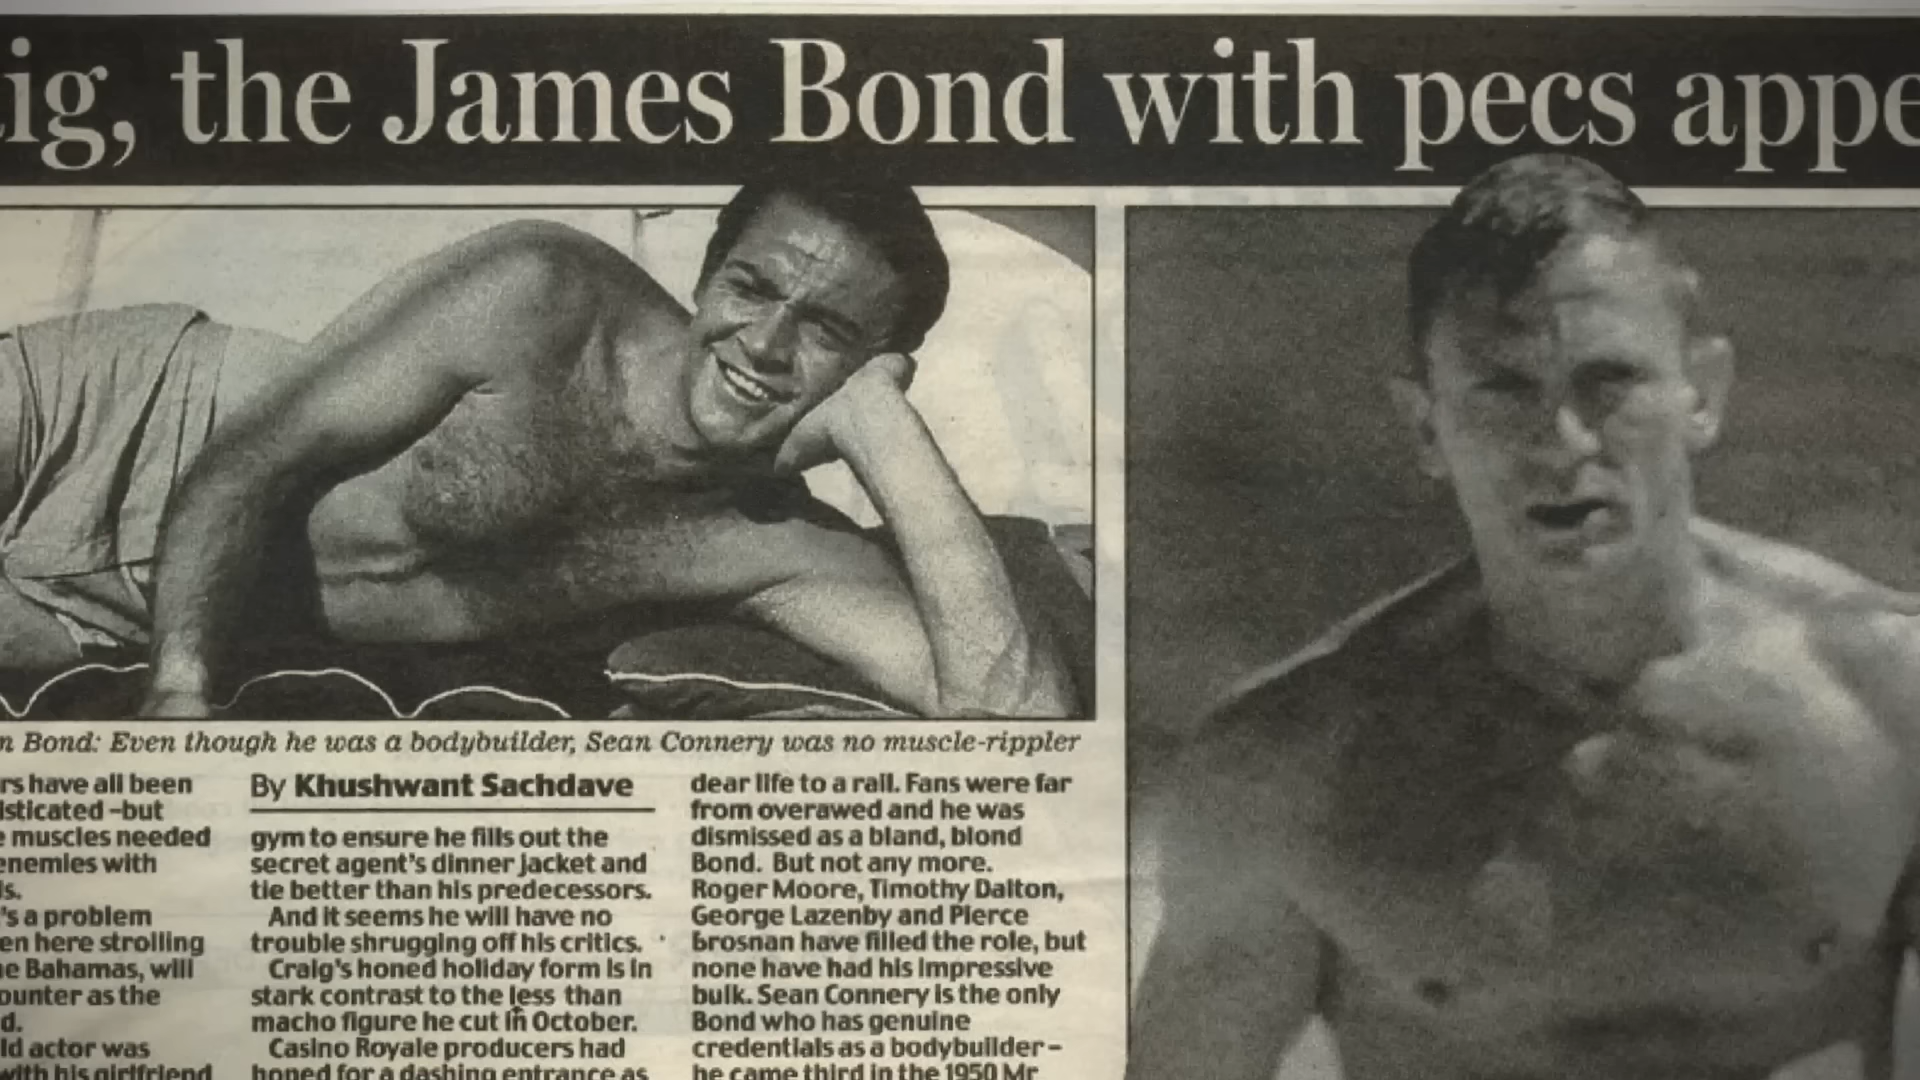 ig, the James Bond with pecs appe
n Bond: Even though he was a bodybuilder, Sean Connery was no muscle-rippler
rs have all been
isticated –but
e muscles needed
enemies with
ls.
's a problem
en here strolling
he Bahamas, will
ounter as the
d.
ld actor was
with his girlfriend
By Khushwant Sachdave
gym to ensure he fills out the
secret agent's dinner jacket and
tie better than his predecessors.
And it seems he will have no
trouble shrugging off his critics.
Craig's honed holiday form is in
stark contrast to the less than
macho figure he cut in October.
Casino Royale producers had
hoped for a dashing entrance as
dear life to a rail. Fans were far
from overawed and he was
dismissed as a bland, blond
Bond. But not any more.
Roger Moore, Timothy Dalton,
George Lazenby and Pierce
Brosnan have filled the role, but
none have had his impressive
bulk. Sean Connery is the only
Bond who has genuine
credentials as a bodybuilder –
he came third in the 1950 Mr